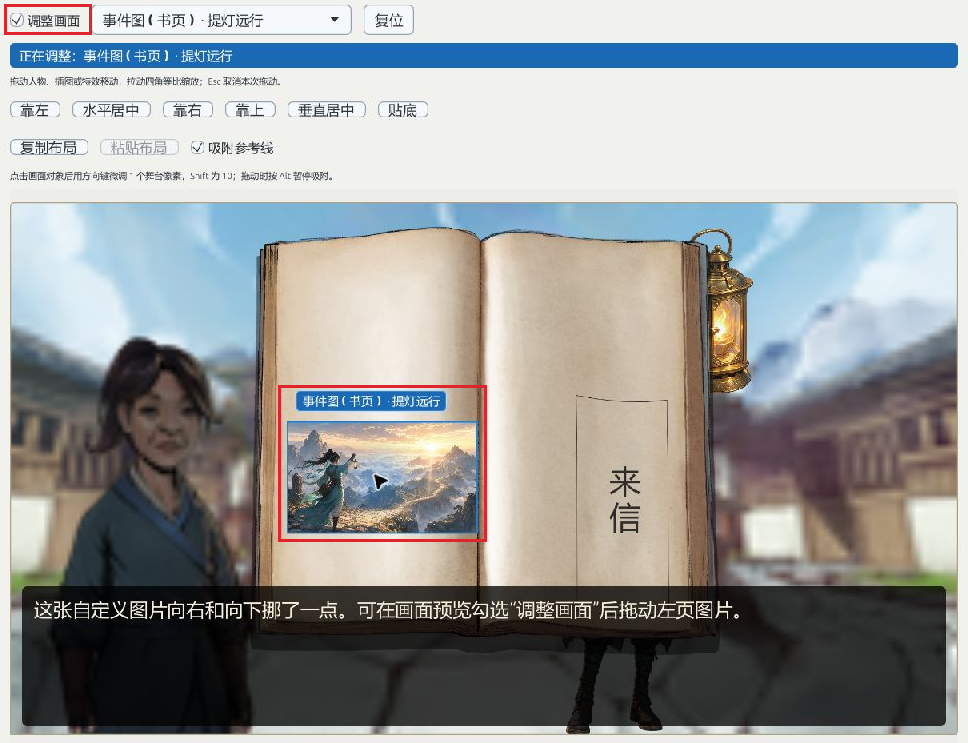 调整画面 事件图（书页）·提灯远行 复位
正在调整：事件图（书页）·提灯远行
拖动人物、插图或特效移动，拉动四角等比缩放；Esc 取消本次拖动。
靠左 水平居中 靠右 靠上 垂直居中 贴底
复制布局 粘贴布局 吸附参考线
点击画面对象后用方向键微调 1 个舞台像素，Shift 为 10；拖动时按 Alt 暂停吸附。
事件图（书页）·提灯远行
来信
这张自定义图片向右和向下挪了一点。可在画面预览勾选“调整画面”后拖动左页图片。